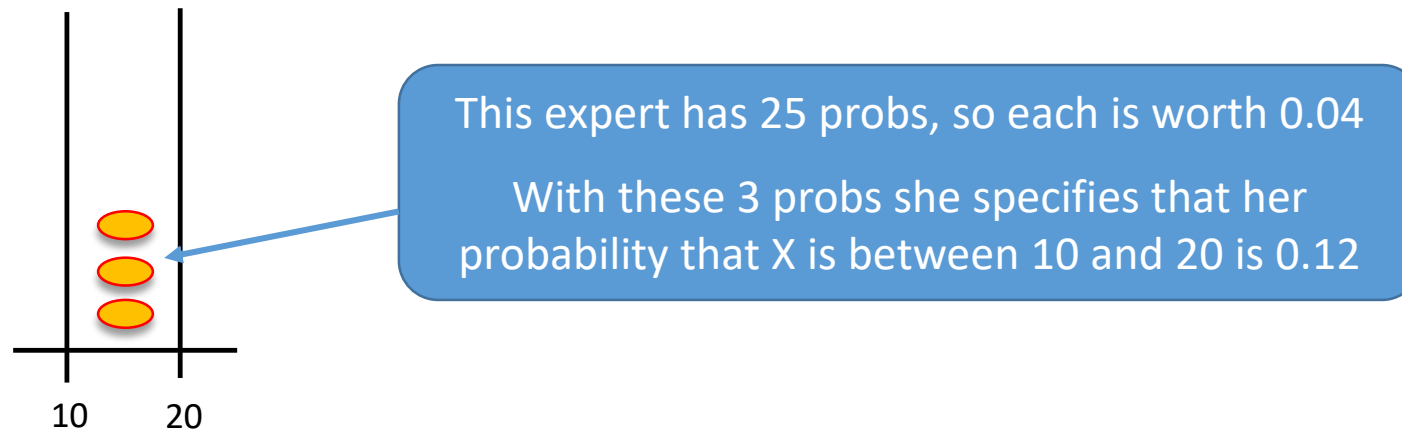 This expert has 25 probs, so each is worth 0.04
With these 3 probs she specifies that her
probability that X is between 10 and 20 is 0.12
10 20